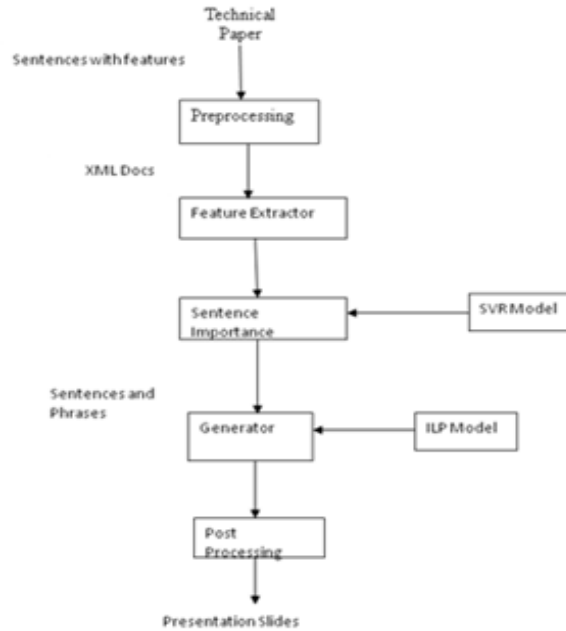 Technical
Paper
Sentences with features
Preprocessing
XML Docs
Feature Extractor
Sentence
Importance
SVR Model
Sentences and
Phrases
Generator
ILP Model
Post
Processing
Presentation Slides